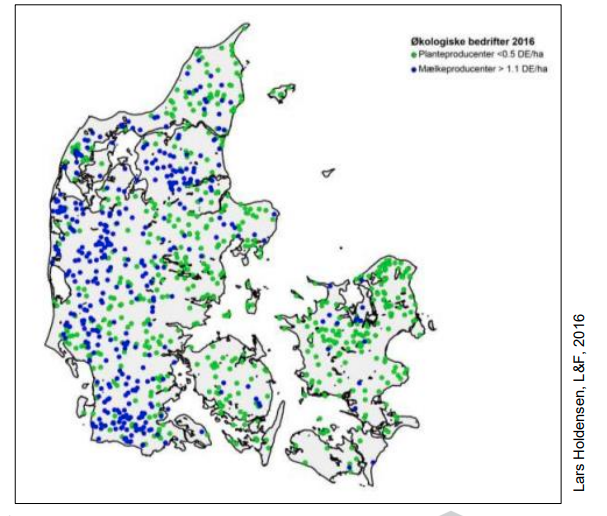 Økologiske bedrifter 2016
Planteproducenter <0.5 DE/ha
Mælkeproducenter > 1.1 DE/ha
Lars Holdensen, L&F, 2016